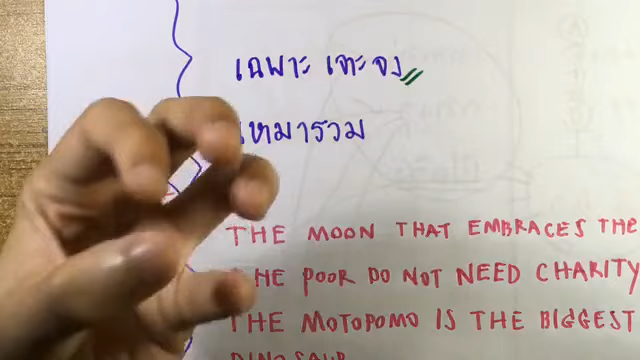 เฉพาะ เจาะจง
เหมารวม
THE MOON THAT EMBRACES THE
THE POOR DO NOT NEED CHARITY
THE MOTOPOMO IS THE BIGGEST
DINOSAUR